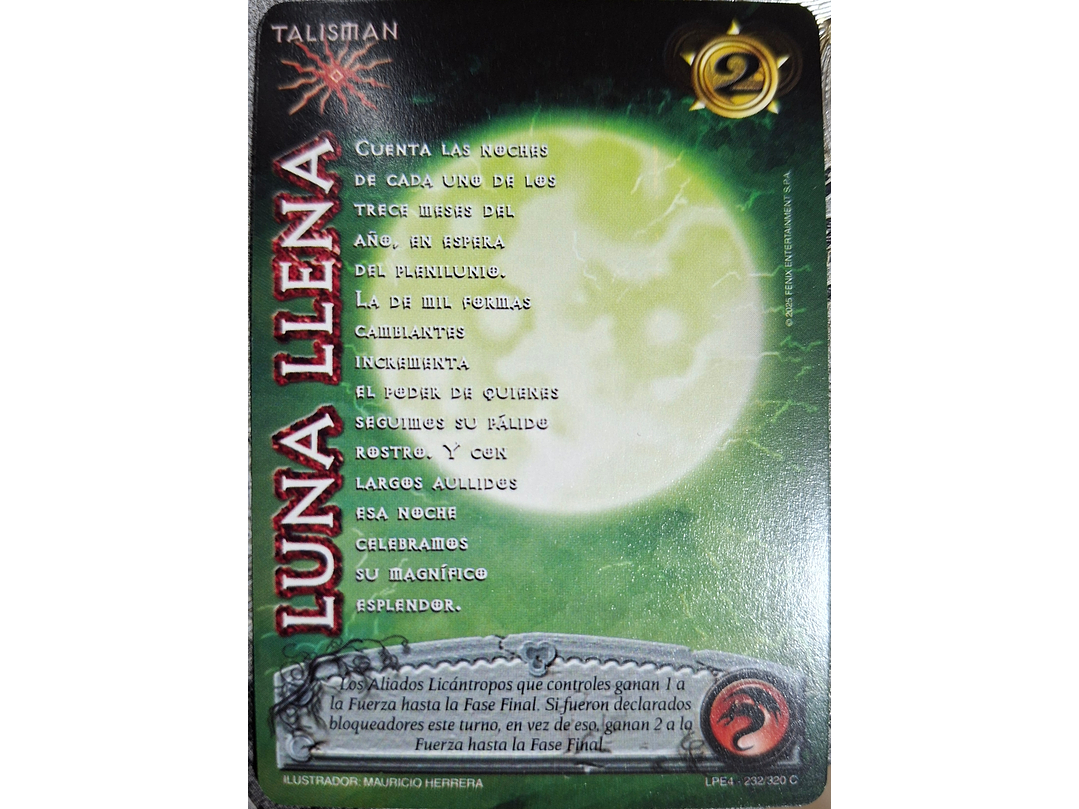 TALISMAN
2
LUNA LLENA
CUENTA LAS NOCHES
DE CADA UNO DE LOS
TRECE MESES DEL
AÑO, EN ESPERA
DEL PLENILUNIO.
LA DE MIL FORMAS
CAMBIANTES
INCREMENTA
EL PODER DE QUIENES
SEGUIMOS SU PÁLIDO
ROSTRO. Y CON
LARGOS AULLIDOS
ESA NOCHE
CELEBRAMOS
SU MAGNÍFICO
ESPLENDOR.
© 2025 FENIX ENTERTAINMENT S.P.A.
Los Aliados Licántropos que controles ganan 1 a
la Fuerza hasta la Fase Final. Si fueron declarados
bloqueadores este turno, en vez de eso, ganan 2 a la
Fuerza hasta la Fase Final.
ILUSTRADOR: MAURICIO HERRERA
LPE4 - 232/320 C